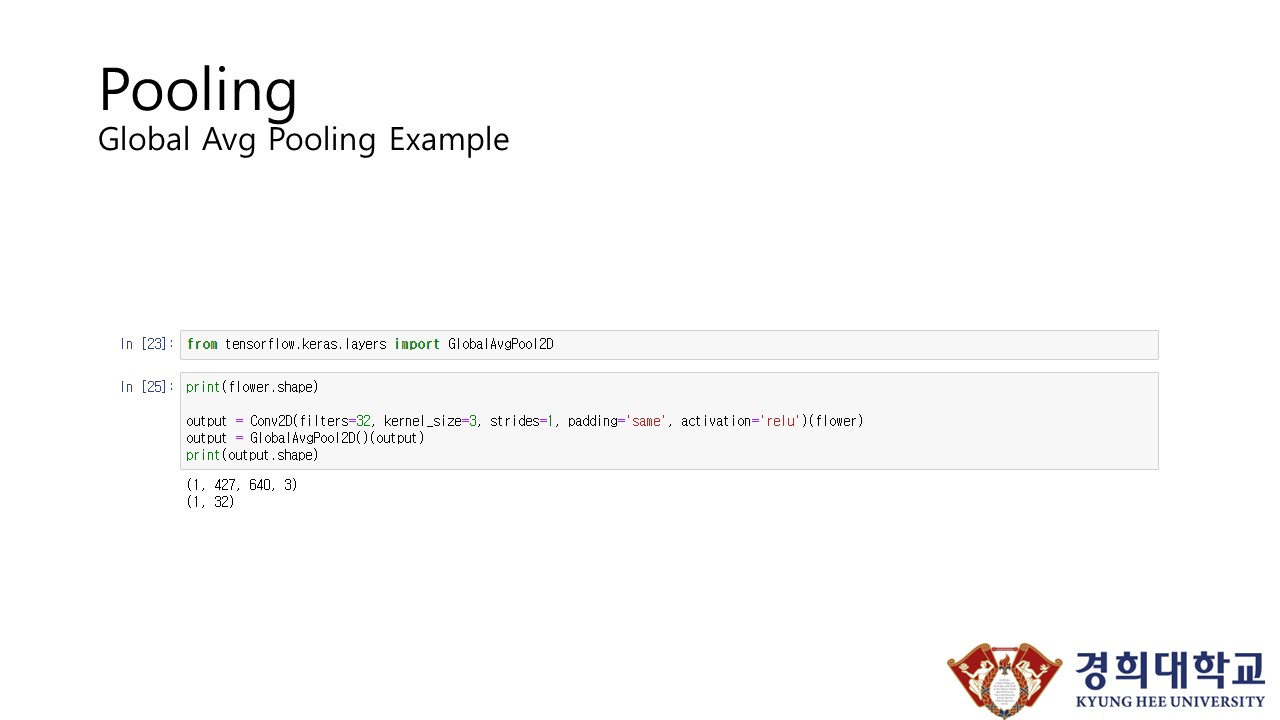 Pooling
Global Avg Pooling Example
In [23]: from tensorflow.keras.layers import GlobalAvgPool2D
In [25]: print(flower.shape)
output = Conv2D(filters=32, kernel_size=3, strides=1, padding='same', activation='relu')(flower)
output = GlobalAvgPool2D()(output)
print(output.shape)
(1, 427, 640, 3)
(1, 32)
경희대학교
KYUNG HEE UNIVERSITY